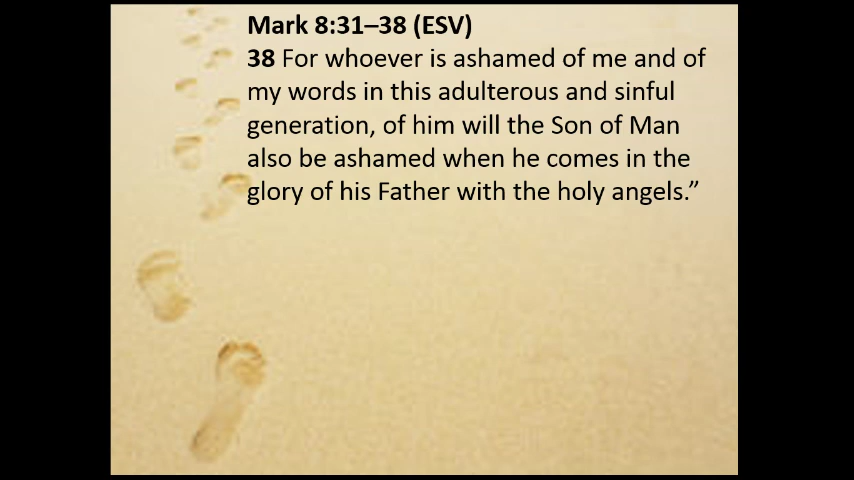 Mark 8:31–38 (ESV)
38 For whoever is ashamed of me and of
my words in this adulterous and sinful
generation, of him will the Son of Man
also be ashamed when he comes in the
glory of his Father with the holy angels.”